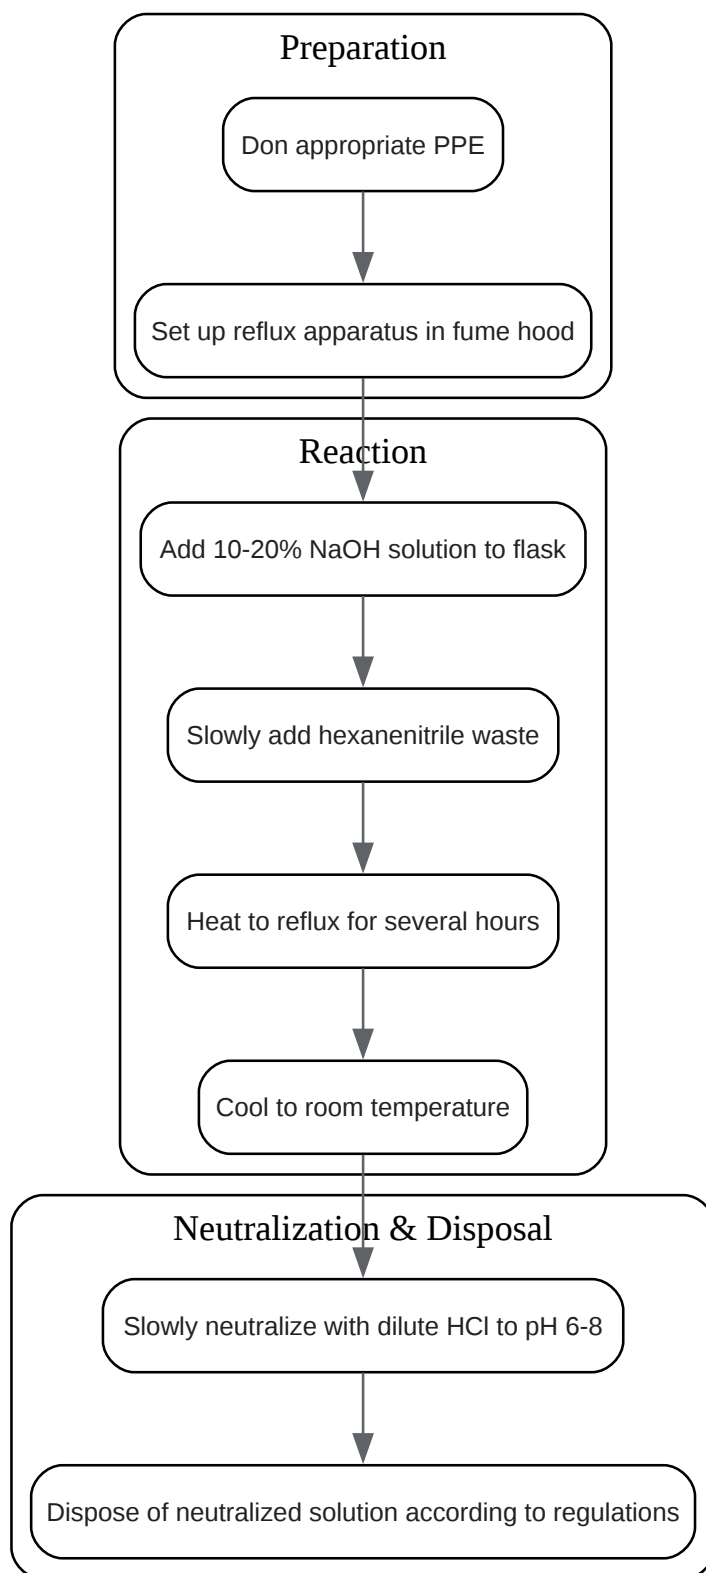 Preparation
Don appropriate PPE
Set up reflux apparatus in fume hood
Reaction
Add 10-20% NaOH solution to flask
Slowly add hexanenitrile waste
Heat to reflux for several hours
Cool to room temperature
Neutralization & Disposal
Slowly neutralize with dilute HCl to pH 6-8
Dispose of neutralized solution according to regulations